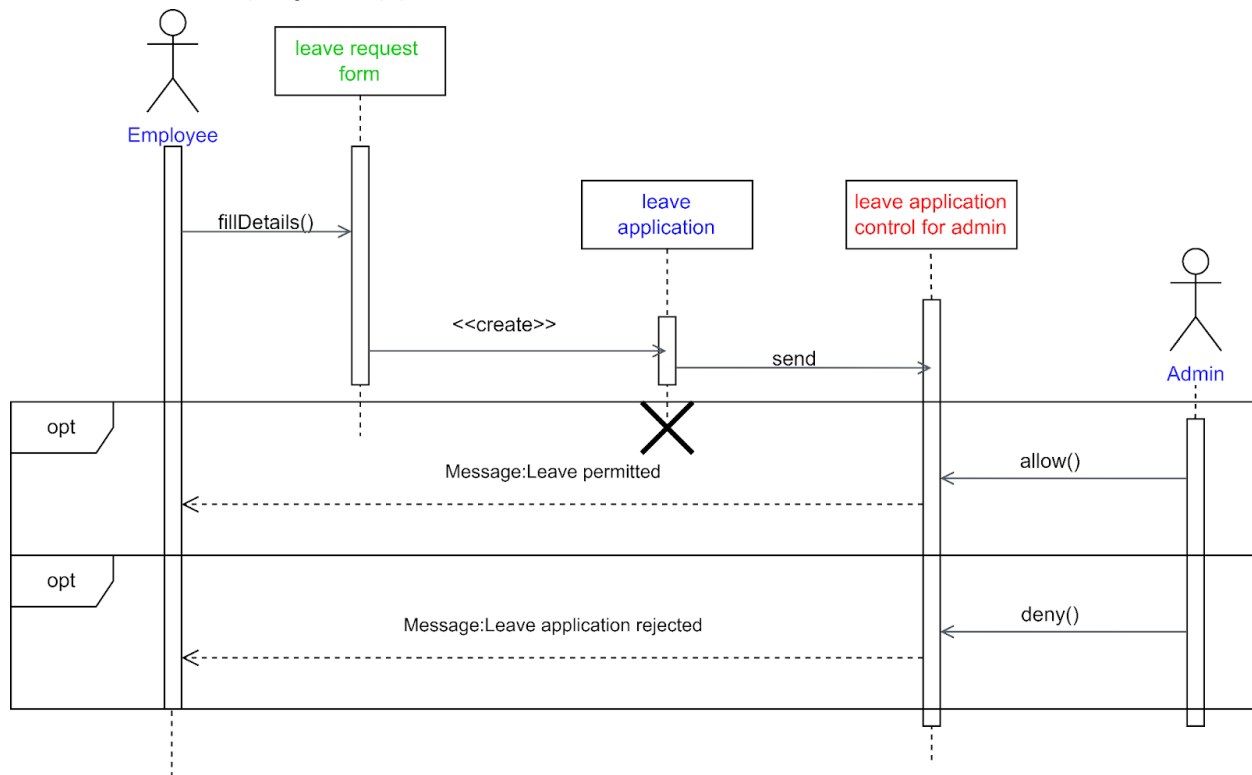 leave request
form
Employee
leave
application
leave application
control for admin
fillDetails()
<<create>>
send
Admin
opt
allow()
Message:Leave permitted
opt
deny()
Message:Leave application rejected